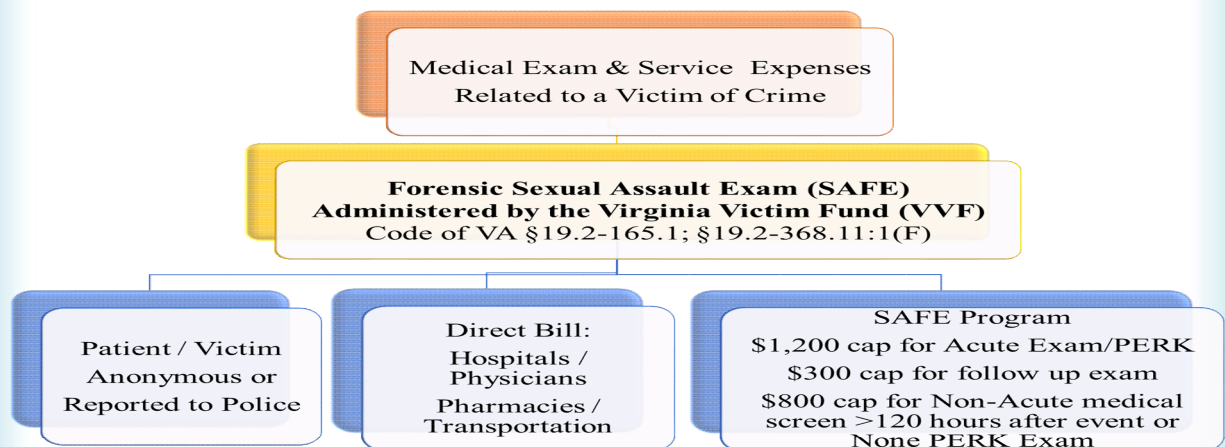 Medical Exam & Service Expenses
Related to a Victim of Crime
Forensic Sexual Assault Exam (SAFE)
Administered by the Virginia Victim Fund (VVF)
Code of VA §19.2-165.1; §19.2-368.11:1(F)
Patient / Victim
Anonymous or
Reported to Police
Direct Bill:
Hospitals /
Physicians
Pharmacies /
Transportation
SAFE Program
$1,200 cap for Acute Exam/PERK
$300 cap for follow up exam
$800 cap for Non-Acute medical
screen >120 hours after event or
None PERK Exam